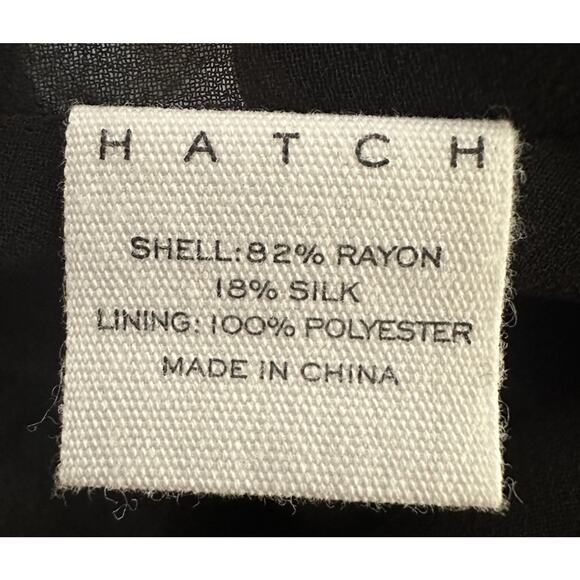 HATCH
SHELL: 82% RAYON
18% SILK
LINING: 100% POLYESTER
MADE IN CHINA